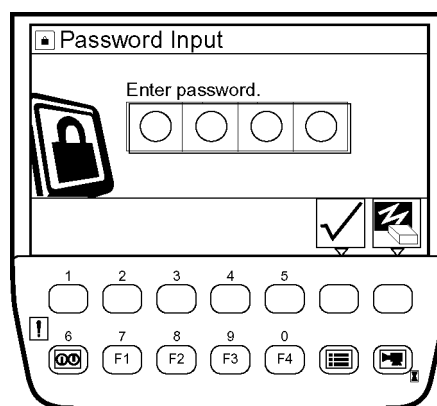 Password Input
Enter password.
1 2 3 4 5
6 7 8 9 0
F1 F2 F3 F4